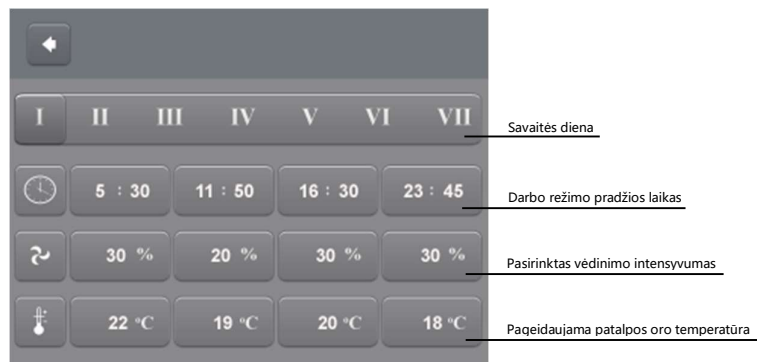 I II III IV V VI VII
Savaitės diena
5 : 30 11 : 50 16 : 30 23 : 45
Darbo režimo pradžios laikas
30 % 20 % 30 % 30 %
Pasirinktas vėdinimo intensyvumas
22 °C 19 °C 20 °C 18 °C
Pageidaujama patalpos oro temperatūra